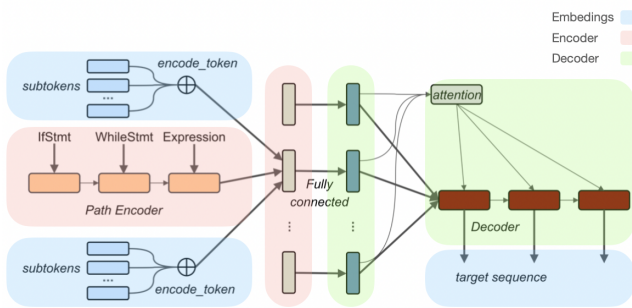 Embedings
Encoder
Decoder
encode_token
subtokens
...
attention
IfStmt WhileStmt Expression
Path Encoder
Fully
connected
...
...
Decoder
subtokens
...
encode_token
target sequence